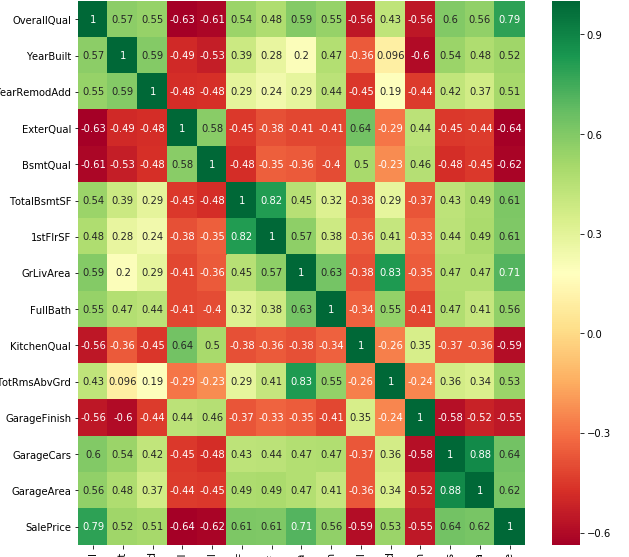 OverallQual 1 0.57 0.55 -0.63 -0.61 0.54 0.48 0.59 0.55 -0.56 0.43 -0.56 0.6 0.56 0.79 0.9
YearBuilt 0.57 1 0.59 -0.49 -0.53 0.39 0.28 0.2 0.47 -0.36 0.096 -0.6 0.54 0.48 0.52
earRemodAdd 0.55 0.59 1 -0.48 -0.48 0.29 0.24 0.29 0.44 -0.45 0.19 -0.44 0.42 0.37 0.51
ExterQual -0.63 -0.49 -0.48 1 0.58 -0.45 -0.38 -0.41 -0.41 0.64 -0.29 0.44 -0.45 -0.44 -0.64 0.6
BsmtQual -0.61 -0.53 -0.48 0.58 1 -0.48 -0.35 -0.36 -0.4 0.5 -0.23 0.46 -0.48 -0.45 -0.62
TotalBsmtSF 0.54 0.39 0.29 -0.45 -0.48 1 0.82 0.45 0.32 -0.38 0.29 -0.37 0.43 0.49 0.61
1stFlrSF 0.48 0.28 0.24 -0.38 -0.35 0.82 1 0.57 0.38 -0.36 0.41 -0.33 0.44 0.49 0.61 0.3
GrLivArea 0.59 0.2 0.29 -0.41 -0.36 0.45 0.57 1 0.63 -0.38 0.83 -0.35 0.47 0.47 0.71
FullBath 0.55 0.47 0.44 -0.41 -0.4 0.32 0.38 0.63 1 -0.34 0.55 -0.41 0.47 0.41 0.56
0.0
KitchenQual -0.56 -0.36 -0.45 0.64 0.5 -0.38 -0.36 -0.38 -0.34 1 -0.26 0.35 -0.37 -0.36 -0.59
TotRmsAbvGrd 0.43 0.096 0.19 -0.29 -0.23 0.29 0.41 0.83 0.55 -0.26 1 -0.24 0.36 0.34 0.53
GarageFinish -0.56 -0.6 -0.44 0.44 0.46 -0.37 -0.33 -0.35 -0.41 0.35 -0.24 1 -0.58 -0.52 -0.55
−0.3
GarageCars 0.6 0.54 0.42 -0.45 -0.48 0.43 0.44 0.47 0.47 -0.37 0.36 -0.58 1 0.88 0.64
GarageArea 0.56 0.48 0.37 -0.44 -0.45 0.49 0.49 0.47 0.41 -0.36 0.34 -0.52 0.88 1 0.62
SalePrice 0.79 0.52 0.51 -0.64 -0.62 0.61 0.61 0.71 0.56 -0.59 0.53 -0.55 0.64 0.62 1 −0.6